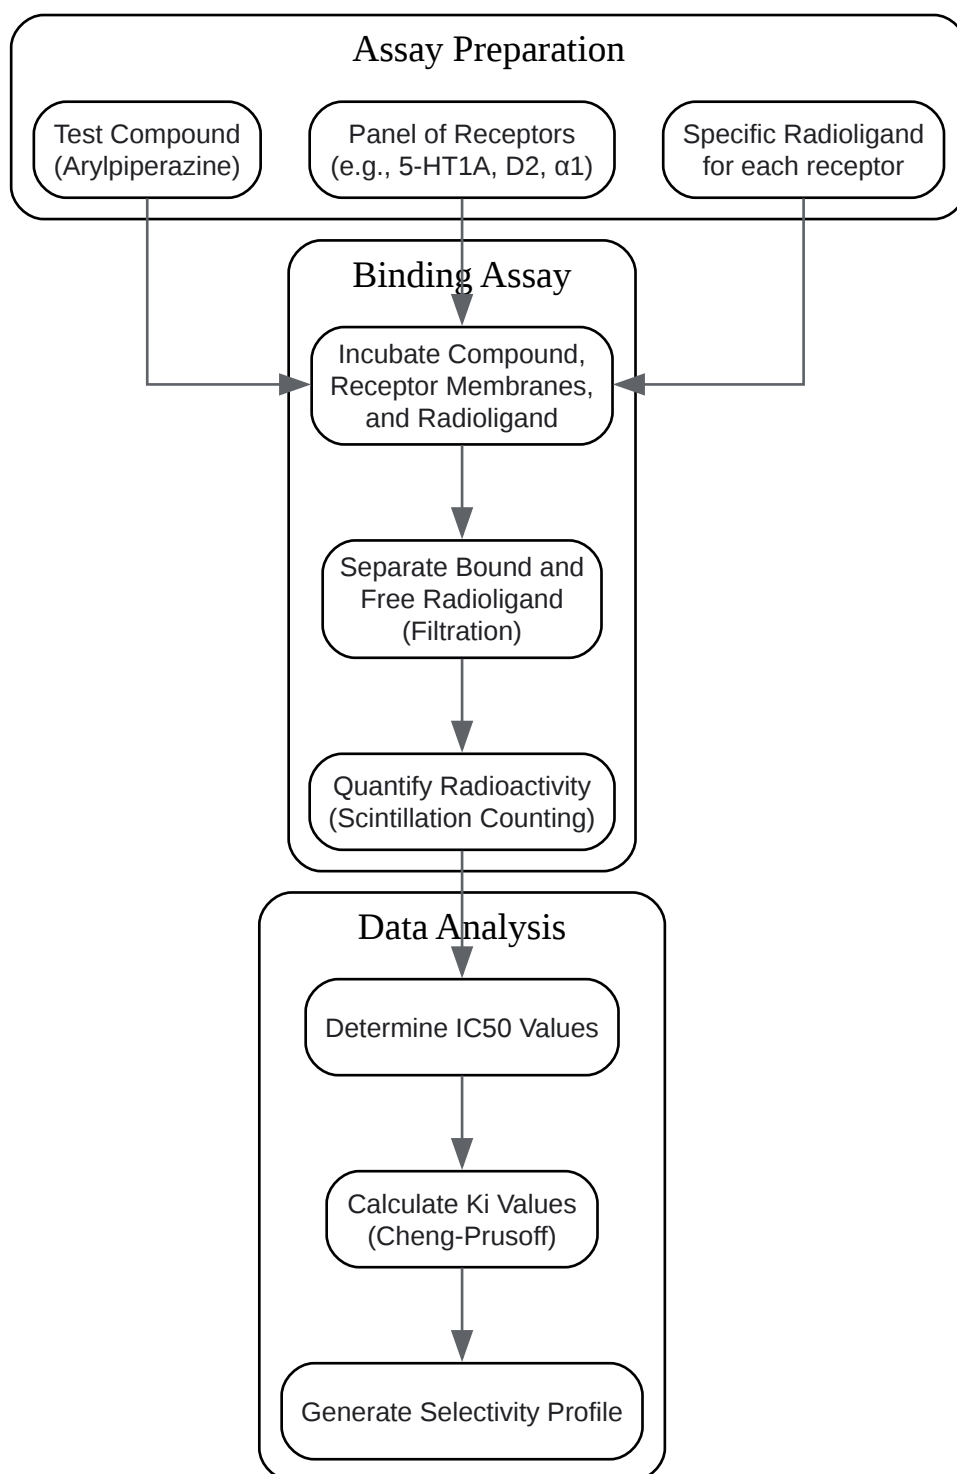 Assay Preparation
Test Compound
(Arylpiperazine)
Panel of Receptors
(e.g., 5-HT1A, D2, α1)
Specific Radioligand
for each receptor
Binding Assay
Incubate Compound,
Receptor Membranes,
and Radioligand
Separate Bound and
Free Radioligand
(Filtration)
Quantify Radioactivity
(Scintillation Counting)
Data Analysis
Determine IC50 Values
Calculate Ki Values
(Cheng-Prusoff)
Generate Selectivity Profile